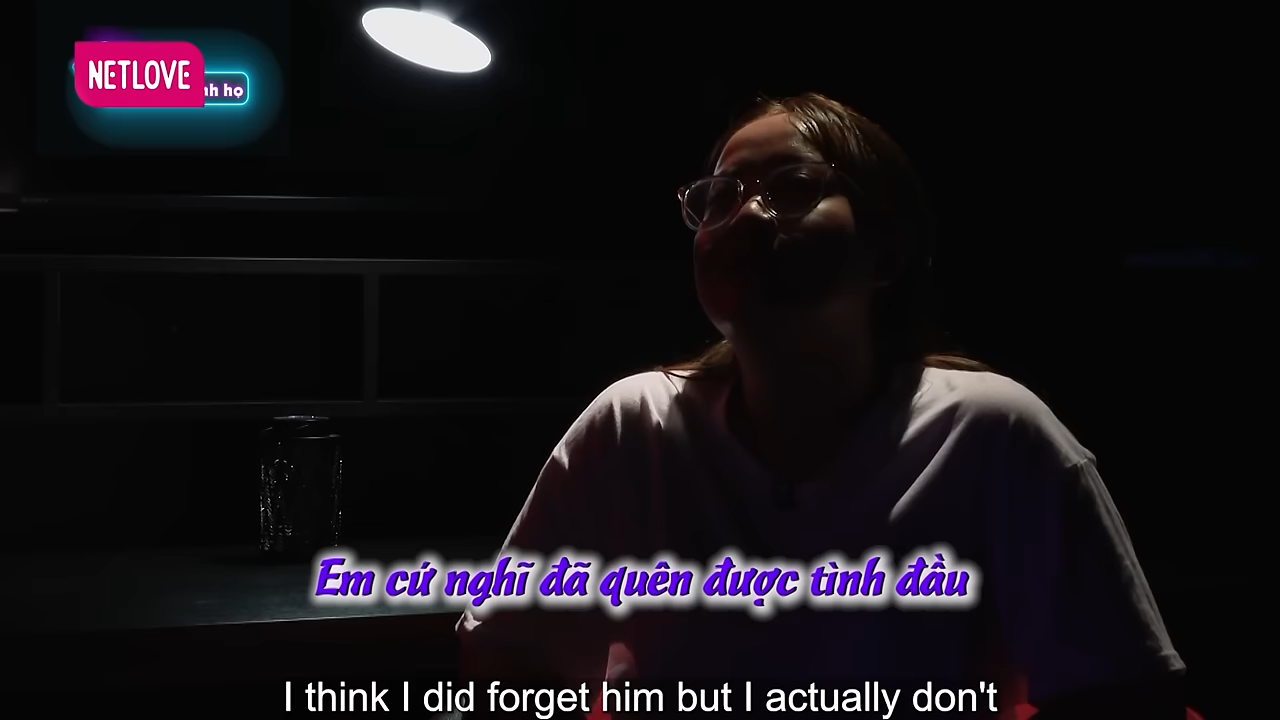 NETLOVE
nh họ
Em cứ nghĩ đã quên được tình đầu
I think I did forget him but I actually don't